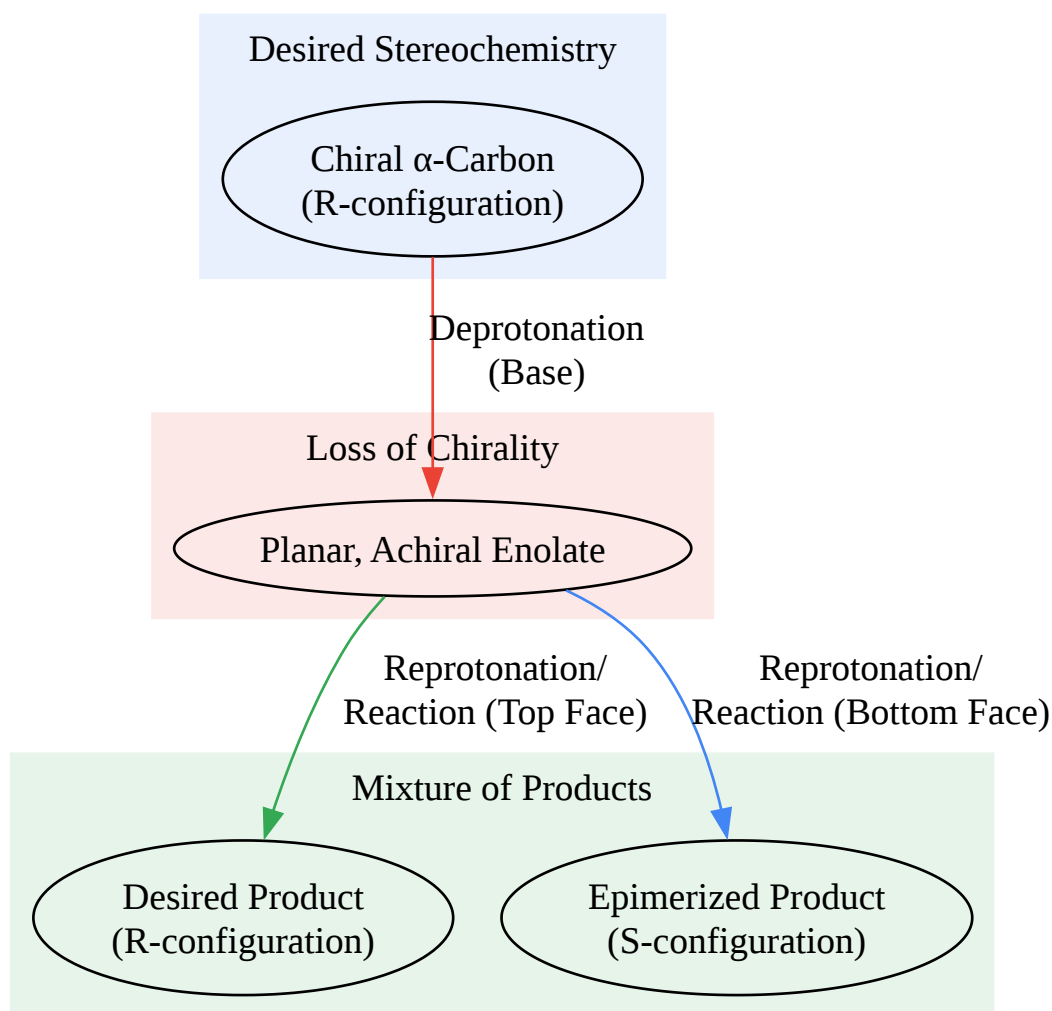 Desired Stereochemistry
Chiral α-Carbon
(R-configuration)
Deprotonation
(Base)
Loss of Chirality
Planar, Achiral Enolate
Reprotonation/
Reaction (Top Face)
Reprotonation/
Reaction (Bottom Face)
Mixture of Products
Desired Product
(R-configuration)
Epimerized Product
(S-configuration)